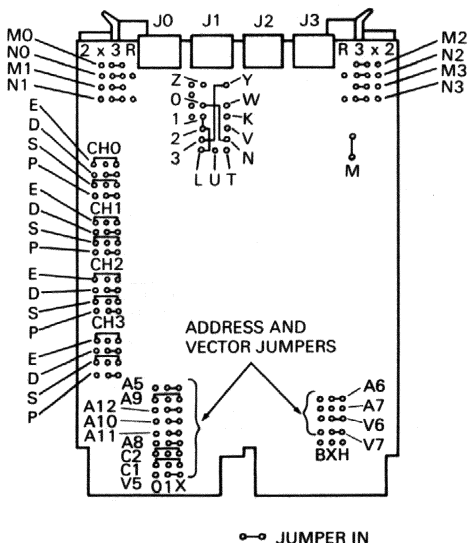 J0 J1 J2 J3
M0 2 x 3 R R 3 x 2 M2
N0 N2
M1 M3
N1 N3
Z Y
0 W
1 K
2 V
3 N
L U T
M
E
D CH0
S
P
E
D CH1
S
P
E CH2
D
S
P CH3
E
D
S
P
ADDRESS AND
VECTOR JUMPERS
A5 A6
A9 A7
A12 V6
A10 V7
A11
A8
C2 BXH
C1
V5 01X
JUMPER IN